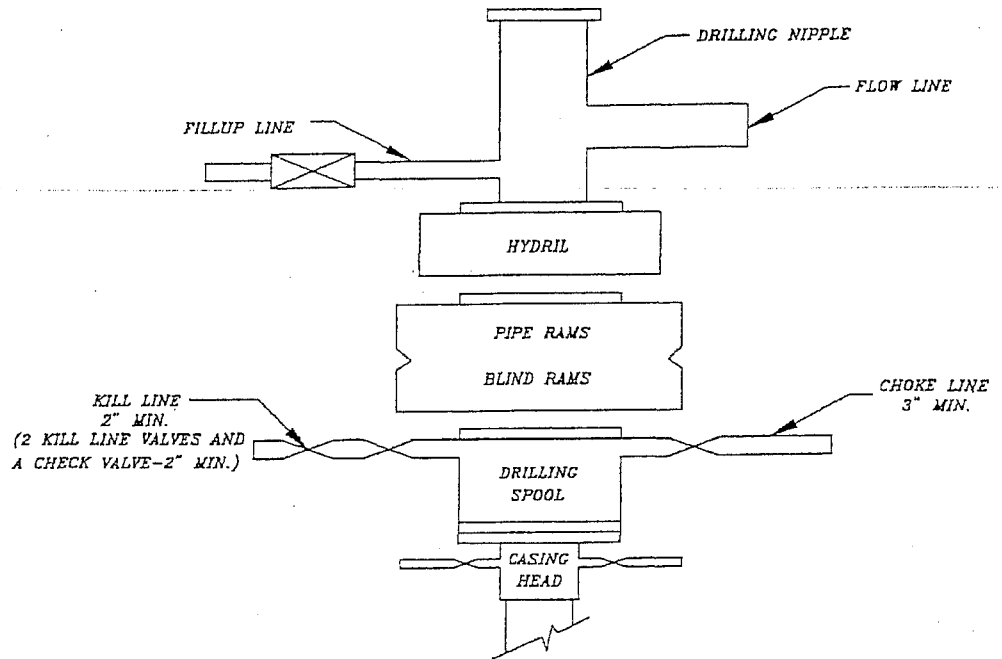 DRILLING NIPPLE
FLOW LINE
FILLUP LINE
HYDRIL
PIPE RAMS
BLIND RAMS
KILL LINE
2" MIN.
(2 KILL LINE VALVES AND
A CHECK VALVE-2" MIN.)
CHOKE LINE
3" MIN.
DRILLING
SPOOL
CASING
HEAD